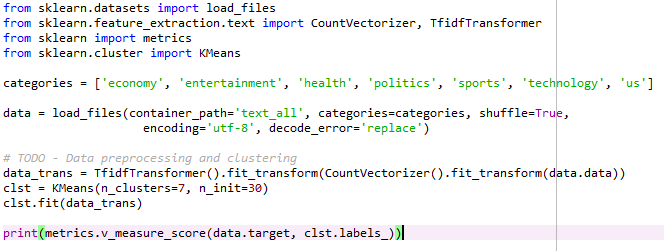 from sklearn.datasets import load_files
from sklearn.feature_extraction.text import CountVectorizer, TfidfTransformer
from sklearn import metrics
from sklearn.cluster import KMeans
categories = ['economy', 'entertainment', 'health', 'politics', 'sports', 'technology', 'us']
data = load_files(container_path='text_all', categories=categories, shuffle=True,
encoding='utf-8', decode_error='replace')
# TODO - Data preprocessing and clustering
data_trans = TfidfTransformer().fit_transform(CountVectorizer().fit_transform(data.data))
clst = KMeans(n_clusters=7, n_init=30)
clst.fit(data_trans)
print(metrics.v_measure_score(data.target, clst.labels_))